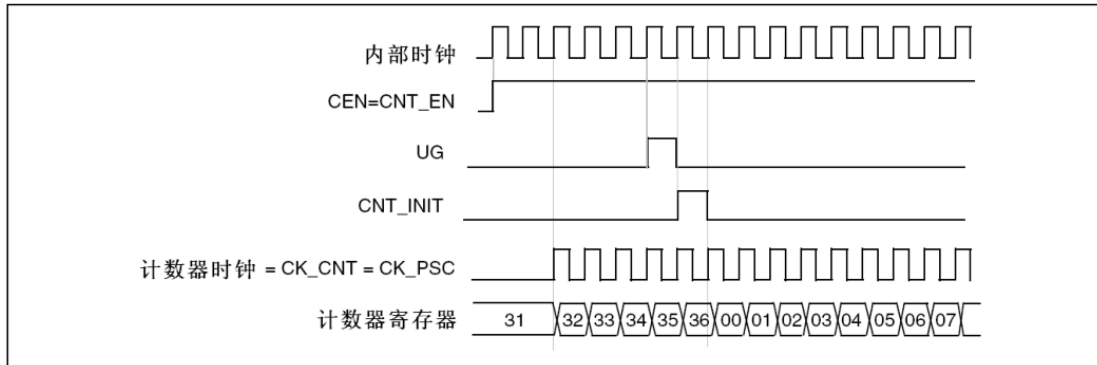 内部时钟
CEN=CNT_EN
UG
CNT_INIT
计数器时钟 = CK_CNT = CK_PSC
计数器寄存器 31 32 33 34 35 36 00 01 02 03 04 05 06 07